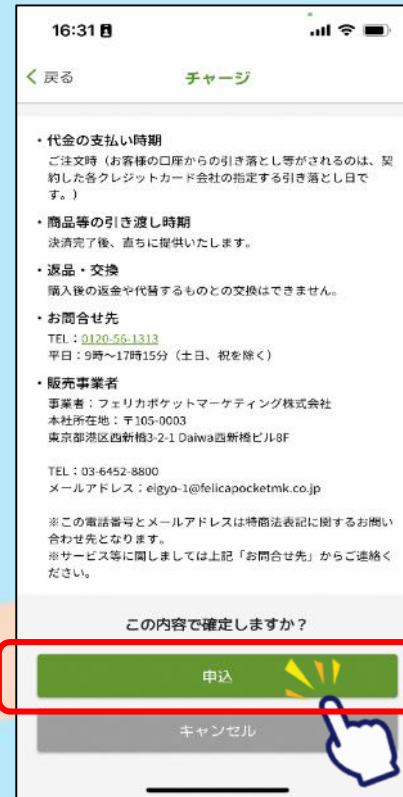 16:31
戻る
チャージ
・代金の支払い時期
ご注文時（お客様の口座からの引き落とし等がされるのは、契
約した各クレジットカード会社の指定する引き落とし日で
す。）
・商品等の引き渡し時期
決済完了後、直ちに提供いたします。
・返品・交換
購入後の返金や代替するものとの交換はできません。
・お問合せ先
TEL：0120-56-1313
平日：9時～17時15分（土日、祝を除く）
・販売事業者
事業者：フェリカポケットマーケティング株式会社
本社所在地：〒105-0003
東京都港区西新橋3-2-1 Daiwa西新橋ビル8F
TEL：03-6452-8800
メールアドレス：eigyo-1@felicapocketmk.co.jp
※この電話番号とメールアドレスは特商法表記に関するお問い
合わせ先となります。
※サービス等に関しましては上記「お問合せ先」からご連絡く
ださい。
この内容で確定しますか？
申込
キャンセル